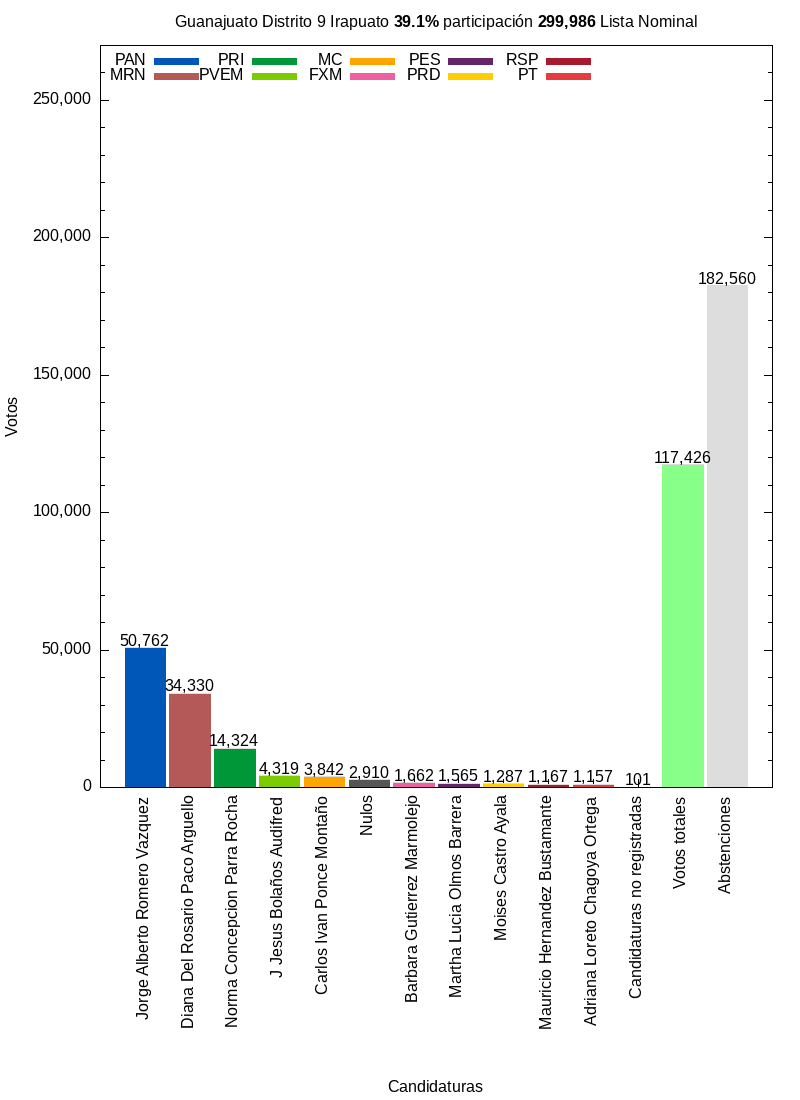 Guanajuato Distrito 9 Irapuato 39.1% participación 299,986 Lista Nominal
PAN PRI MC PES RSP
MRN PVEM FXM PRD PT
250,000
200,000
150,000
100,000
50,000
0
Votos
50,762
34,330
14,324
4,319
3,842
2,910
1,662
1,565
1,287
1,167
1,157
101
117,426
182,560
Jorge Alberto Romero Vazquez
Diana Del Rosario Paco Arguello
Norma Concepcion Parra Rocha
J Jesus Bolaños Audifred
Carlos Ivan Ponce Montaño
Nulos
Barbara Gutierrez Marmolejo
Martha Lucia Olmos Barrera
Moises Castro Ayala
Mauricio Hernandez Bustamante
Adriana Loreto Chagoya Ortega
Candidaturas no registradas
Votos totales
Abstenciones
Candidaturas